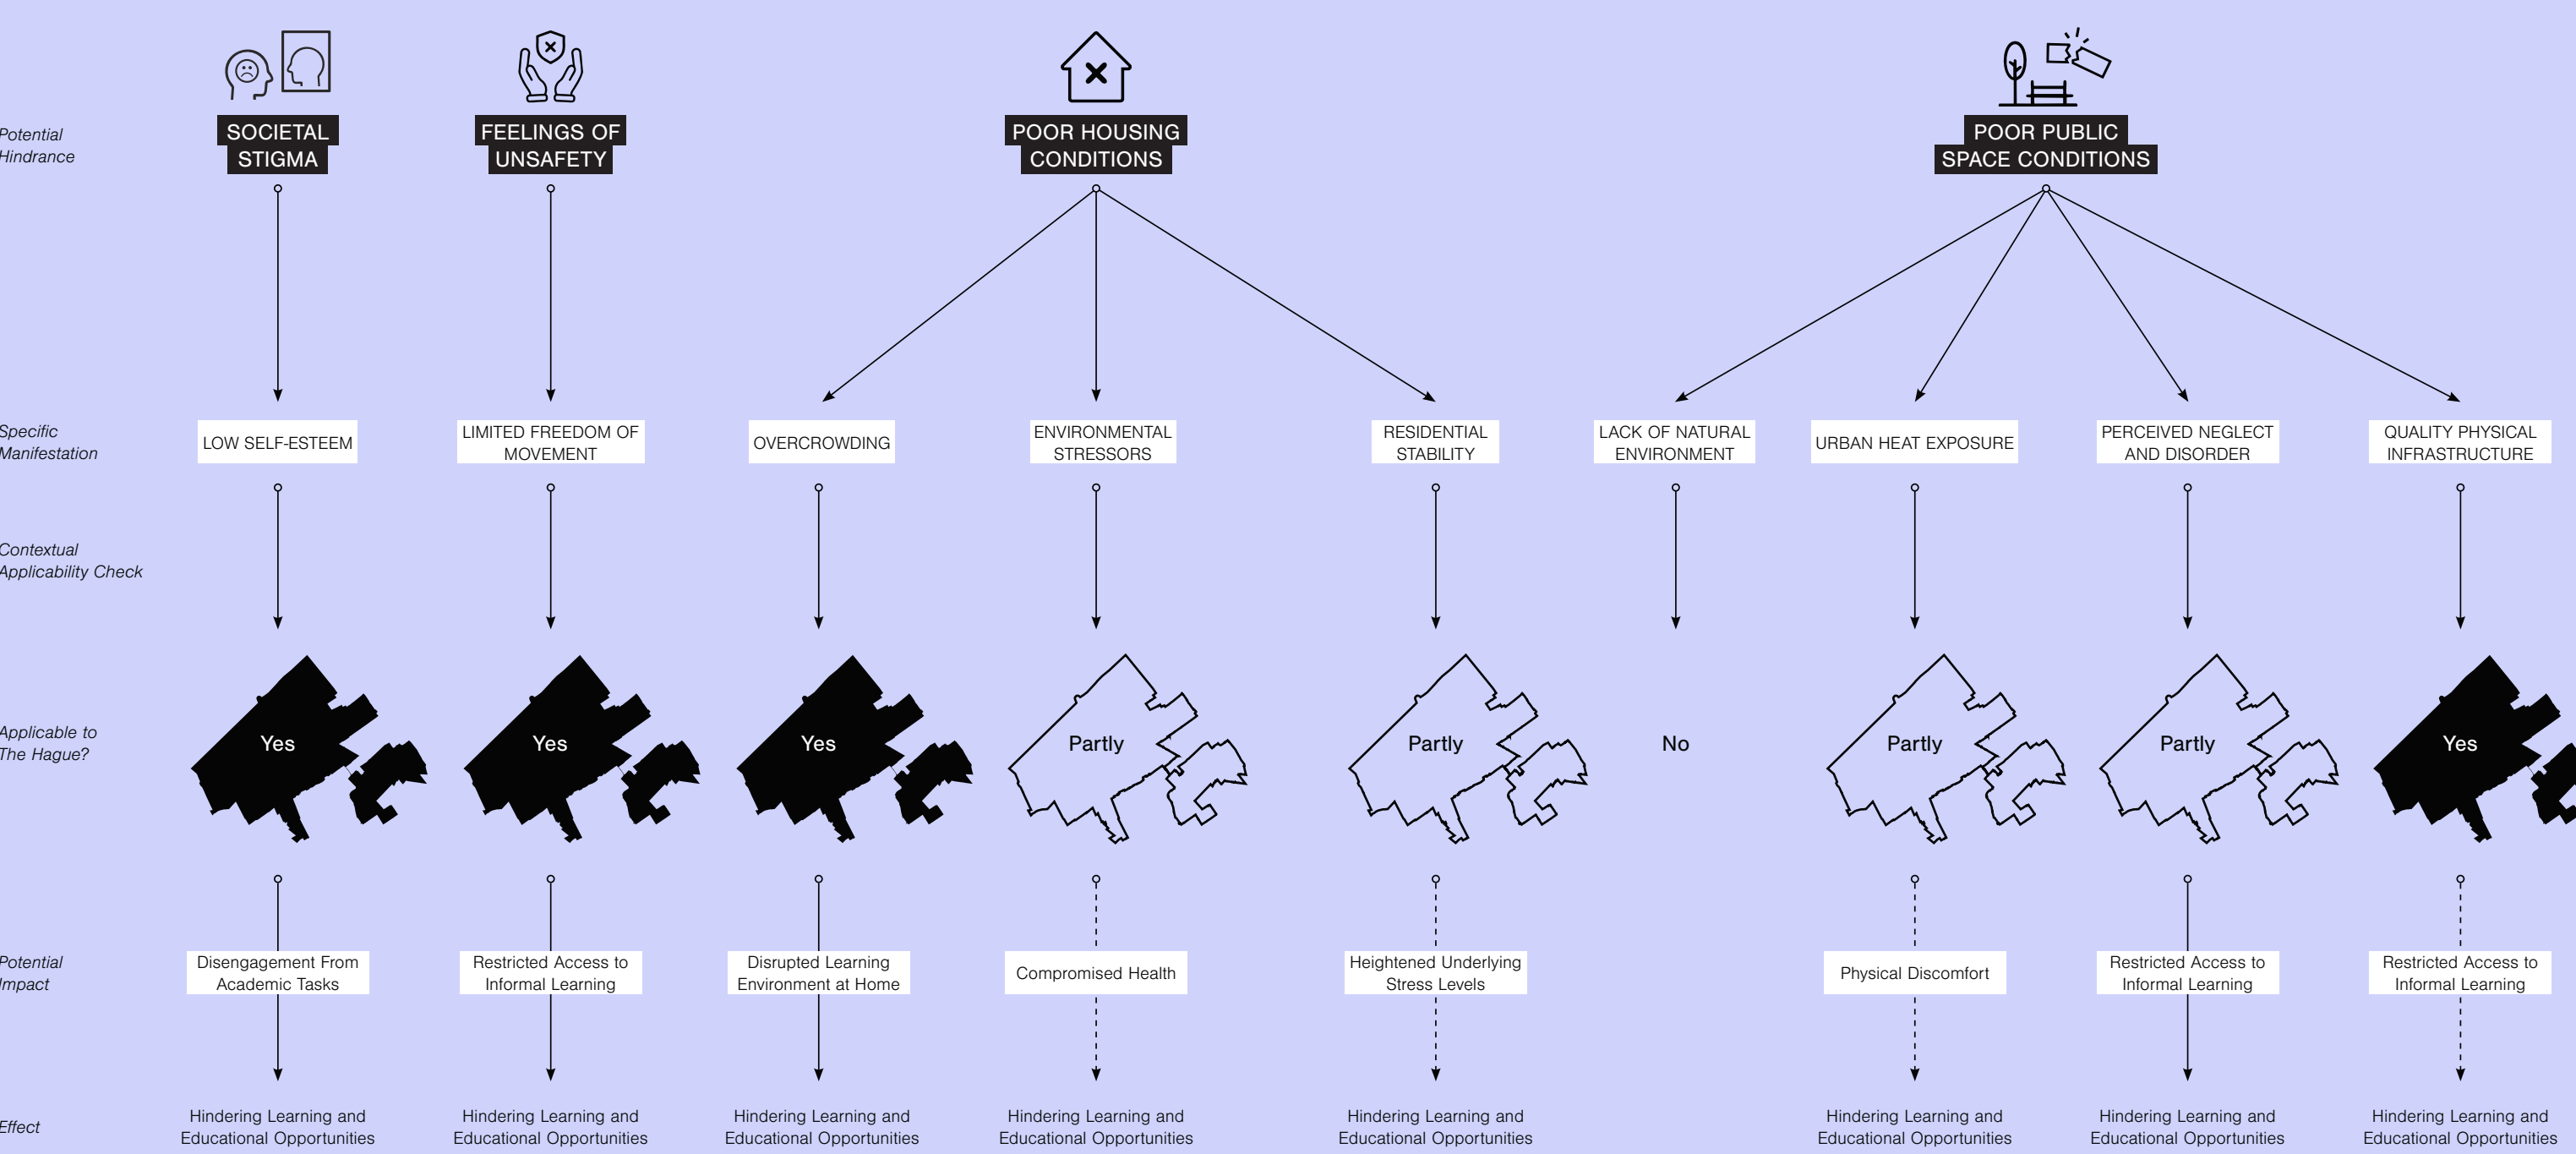 Potential
Hindrance
SOCIETAL
STIGMA
FEELINGS OF
UNSAFETY
POOR HOUSING
CONDITIONS
POOR PUBLIC
SPACE CONDITIONS
Specific
Manifestation
LOW SELF-ESTEEM
LIMITED FREEDOM OF
MOVEMENT
OVERCROWDING
ENVIRONMENTAL
STRESSORS
RESIDENTIAL
STABILITY
LACK OF NATURAL
ENVIRONMENT
URBAN HEAT EXPOSURE
PERCEIVED NEGLECT
AND DISORDER
QUALITY PHYSICAL
INFRASTRUCTURE
Contextual
Applicability Check
Applicable to
The Hague?
Yes
Yes
Yes
Partly
Partly
No
Partly
Partly
Yes
Potential
Impact
Disengagement From
Academic Tasks
Restricted Access to
Informal Learning
Disrupted Learning
Environment at Home
Compromised Health
Heightened Underlying
Stress Levels
Physical Discomfort
Restricted Access to
Informal Learning
Restricted Access to
Informal Learning
Effect
Hindering Learning and
Educational Opportunities
Hindering Learning and
Educational Opportunities
Hindering Learning and
Educational Opportunities
Hindering Learning and
Educational Opportunities
Hindering Learning and
Educational Opportunities
Hindering Learning and
Educational Opportunities
Hindering Learning and
Educational Opportunities
Hindering Learning and
Educational Opportunities